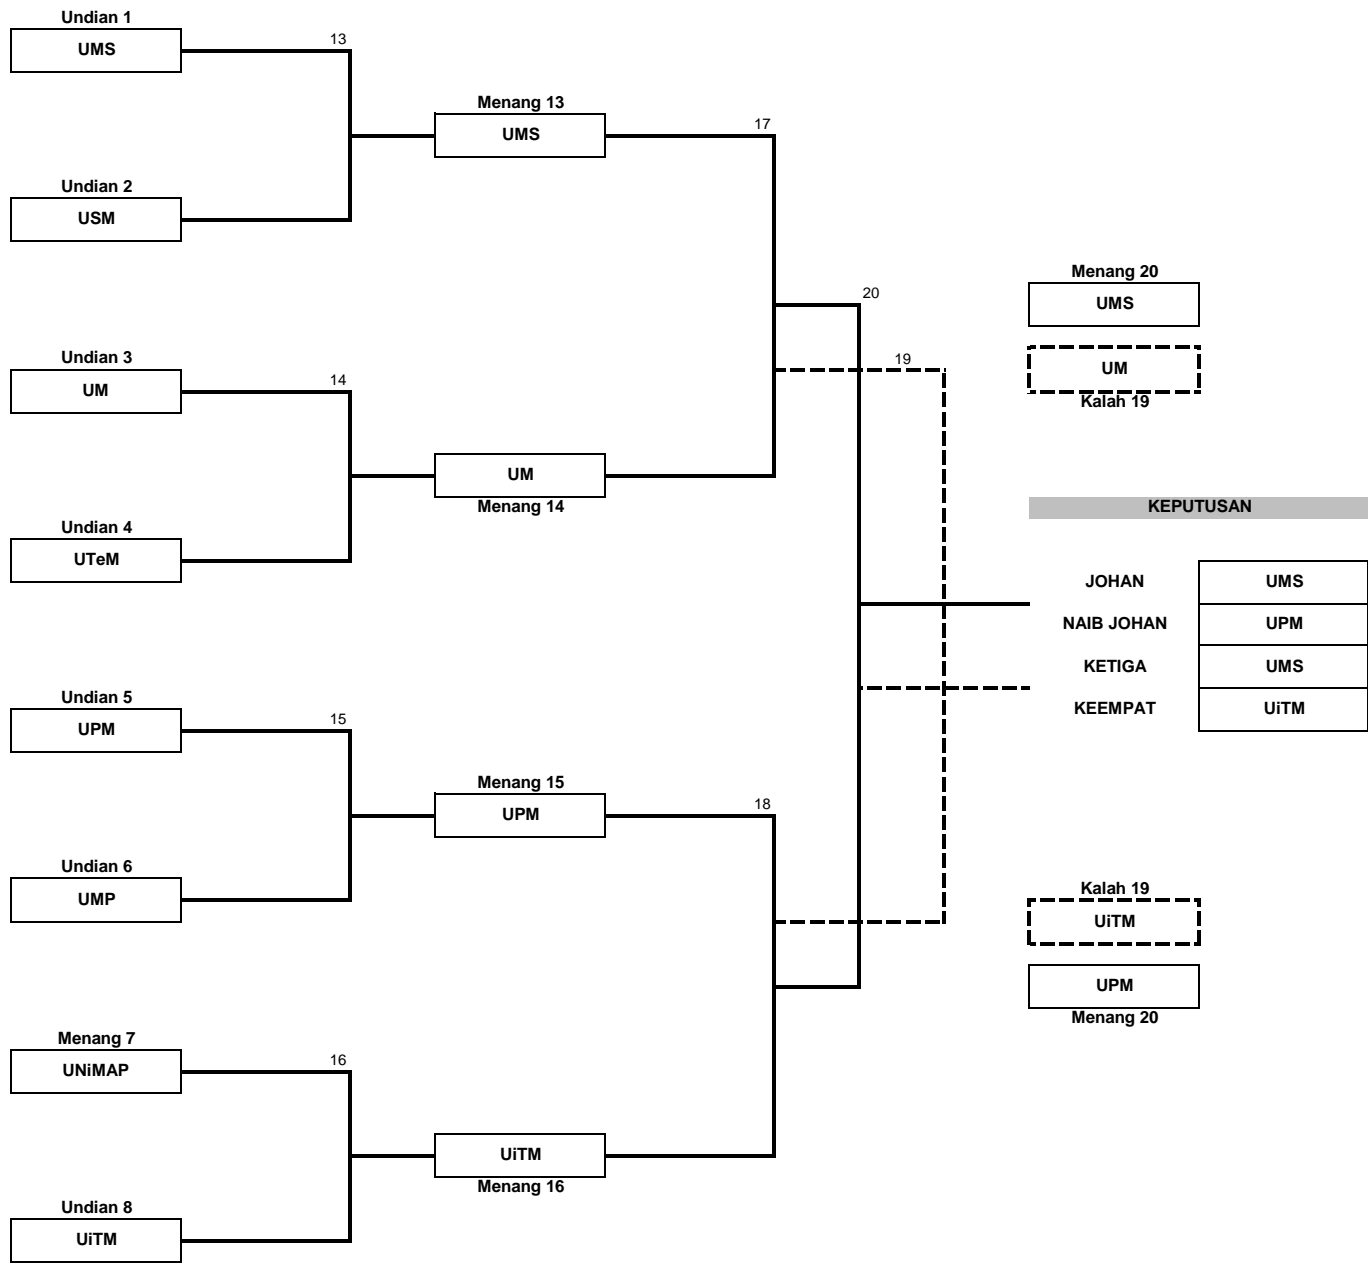 Undian 1
UMS
13
Menang 13
UMS
17
Undian 2
USM
Menang 20
UMS
20
Undian 3
UM
14
19
UM
Kalah 19
UM
Menang 14
KEPUTUSAN
Undian 4
UTeM
JOHAN UMS
NAIB JOHAN UPM
KETIGA UMS
KEEMPAT UiTM
Undian 5
UPM
15
Menang 15
UPM
18
Undian 6
UMP
Kalah 19
UiTM
UPM
Menang 20
Menang 7
UNiMAP
16
UiTM
Menang 16
Undian 8
UiTM